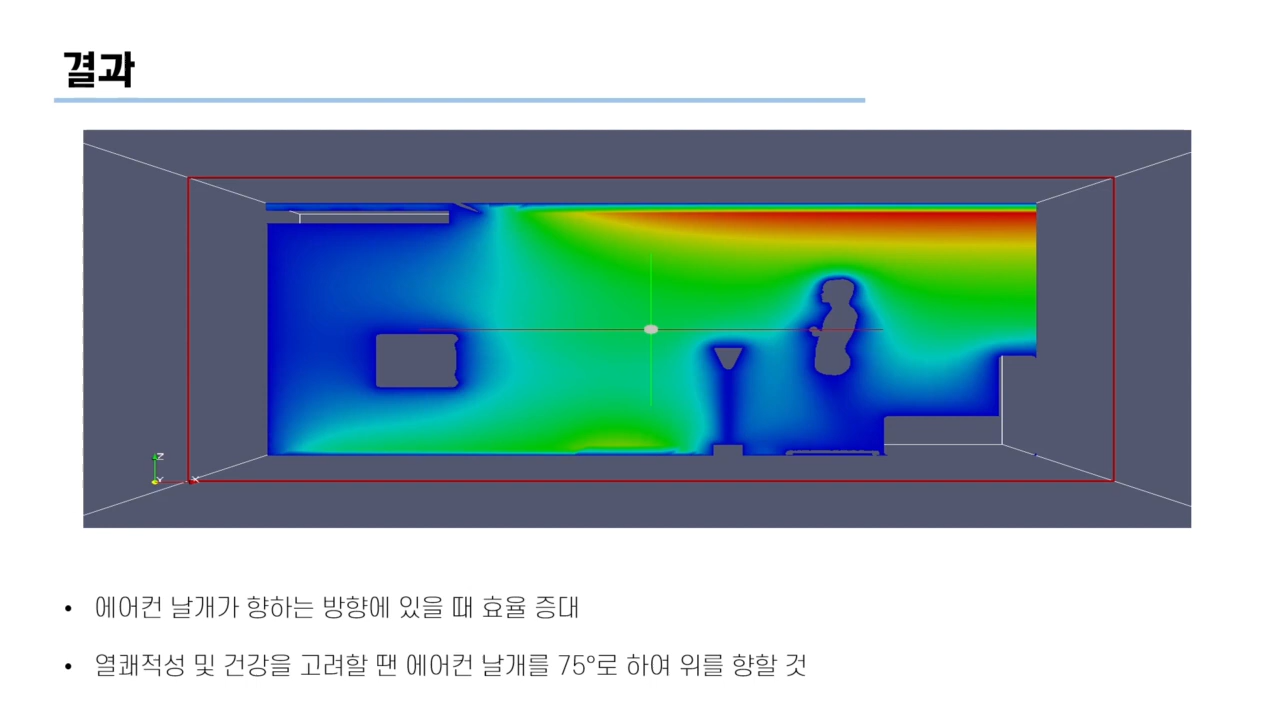 결과
Z
Y
X
• 에어컨 날개가 향하는 방향에 있을 때 효율 증대
• 열쾌적성 및 건강을 고려할 땐 에어컨 날개를 75°로 하여 위를 향할 것